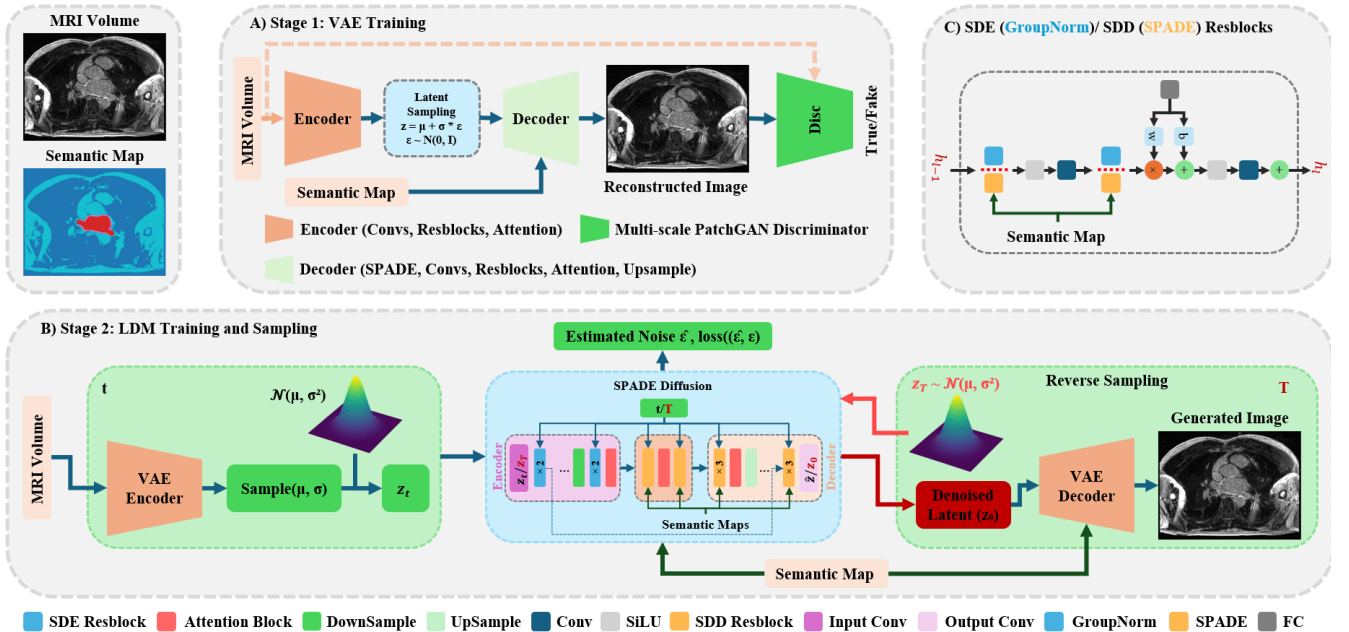 MRI Volume
Semantic Map
A) Stage 1: VAE Training
MRI Volume
Encoder
Latent
Sampling
z = μ + σ * ε
ε ~ N(0, I)
Decoder
Disc
True/Fake
Semantic Map
Reconstructed Image
Encoder (Convs, Resblocks, Attention)
Multi-scale PatchGAN Discriminator
Decoder (SPADE, Convs, Resblocks, Attention, Upsample)
C) SDE (GroupNorm)/ SDD (SPADE) Resblocks
w
b
h_{l-1}
×
+
+
h_l
Semantic Map
B) Stage 2: LDM Training and Sampling
Estimated Noise ε̂ , loss((ε̂, ε)
MRI Volume
t
𝒩(μ, σ²)
VAE
Encoder
Sample(μ, σ)
z_t
SPADE Diffusion
t/T
Encoder
z_t/z_T
× 2
...
× 2
× 3
...
× 3
ẑ/z_0
Decoder
Semantic Maps
z_T ~ 𝒩(μ, σ²)
Reverse Sampling
T
Generated Image
Denoised
Latent (z₀)
VAE
Decoder
Semantic Map
SDE Resblock
Attention Block
DownSample
UpSample
Conv
SiLU
SDD Resblock
Input Conv
Output Conv
GroupNorm
SPADE
FC